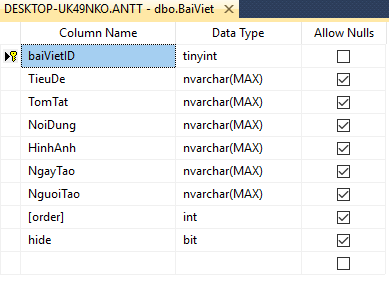 DESKTOP-UK49NKO.ANTT - dbo.BaiViet
Column Name Data Type Allow Nulls
baiVietID tinyint
TieuDe nvarchar(MAX)
TomTat nvarchar(MAX)
NoiDung nvarchar(MAX)
HinhAnh nvarchar(MAX)
NgayTao nvarchar(MAX)
NguoiTao nvarchar(MAX)
[order] int
hide bit